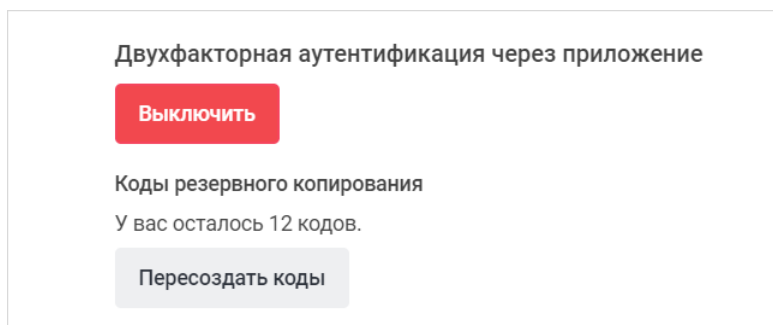 Двухфакторная аутентификация через приложение
Выключить
Коды резервного копирования
У вас осталось 12 кодов.
Пересоздать коды